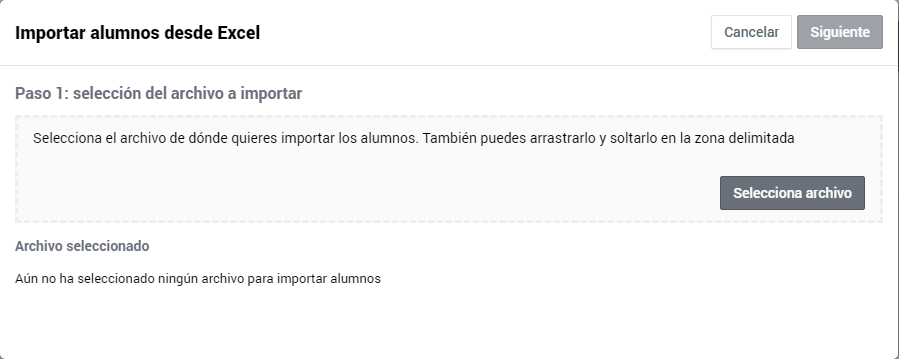 Importar alumnos desde Excel
Cancelar
Siguiente
Paso 1: selección del archivo a importar
Selecciona el archivo de dónde quieres importar los alumnos. También puedes arrastrarlo y soltarlo en la zona delimitada
Selecciona archivo
Archivo seleccionado
Aún no ha seleccionado ningún archivo para importar alumnos